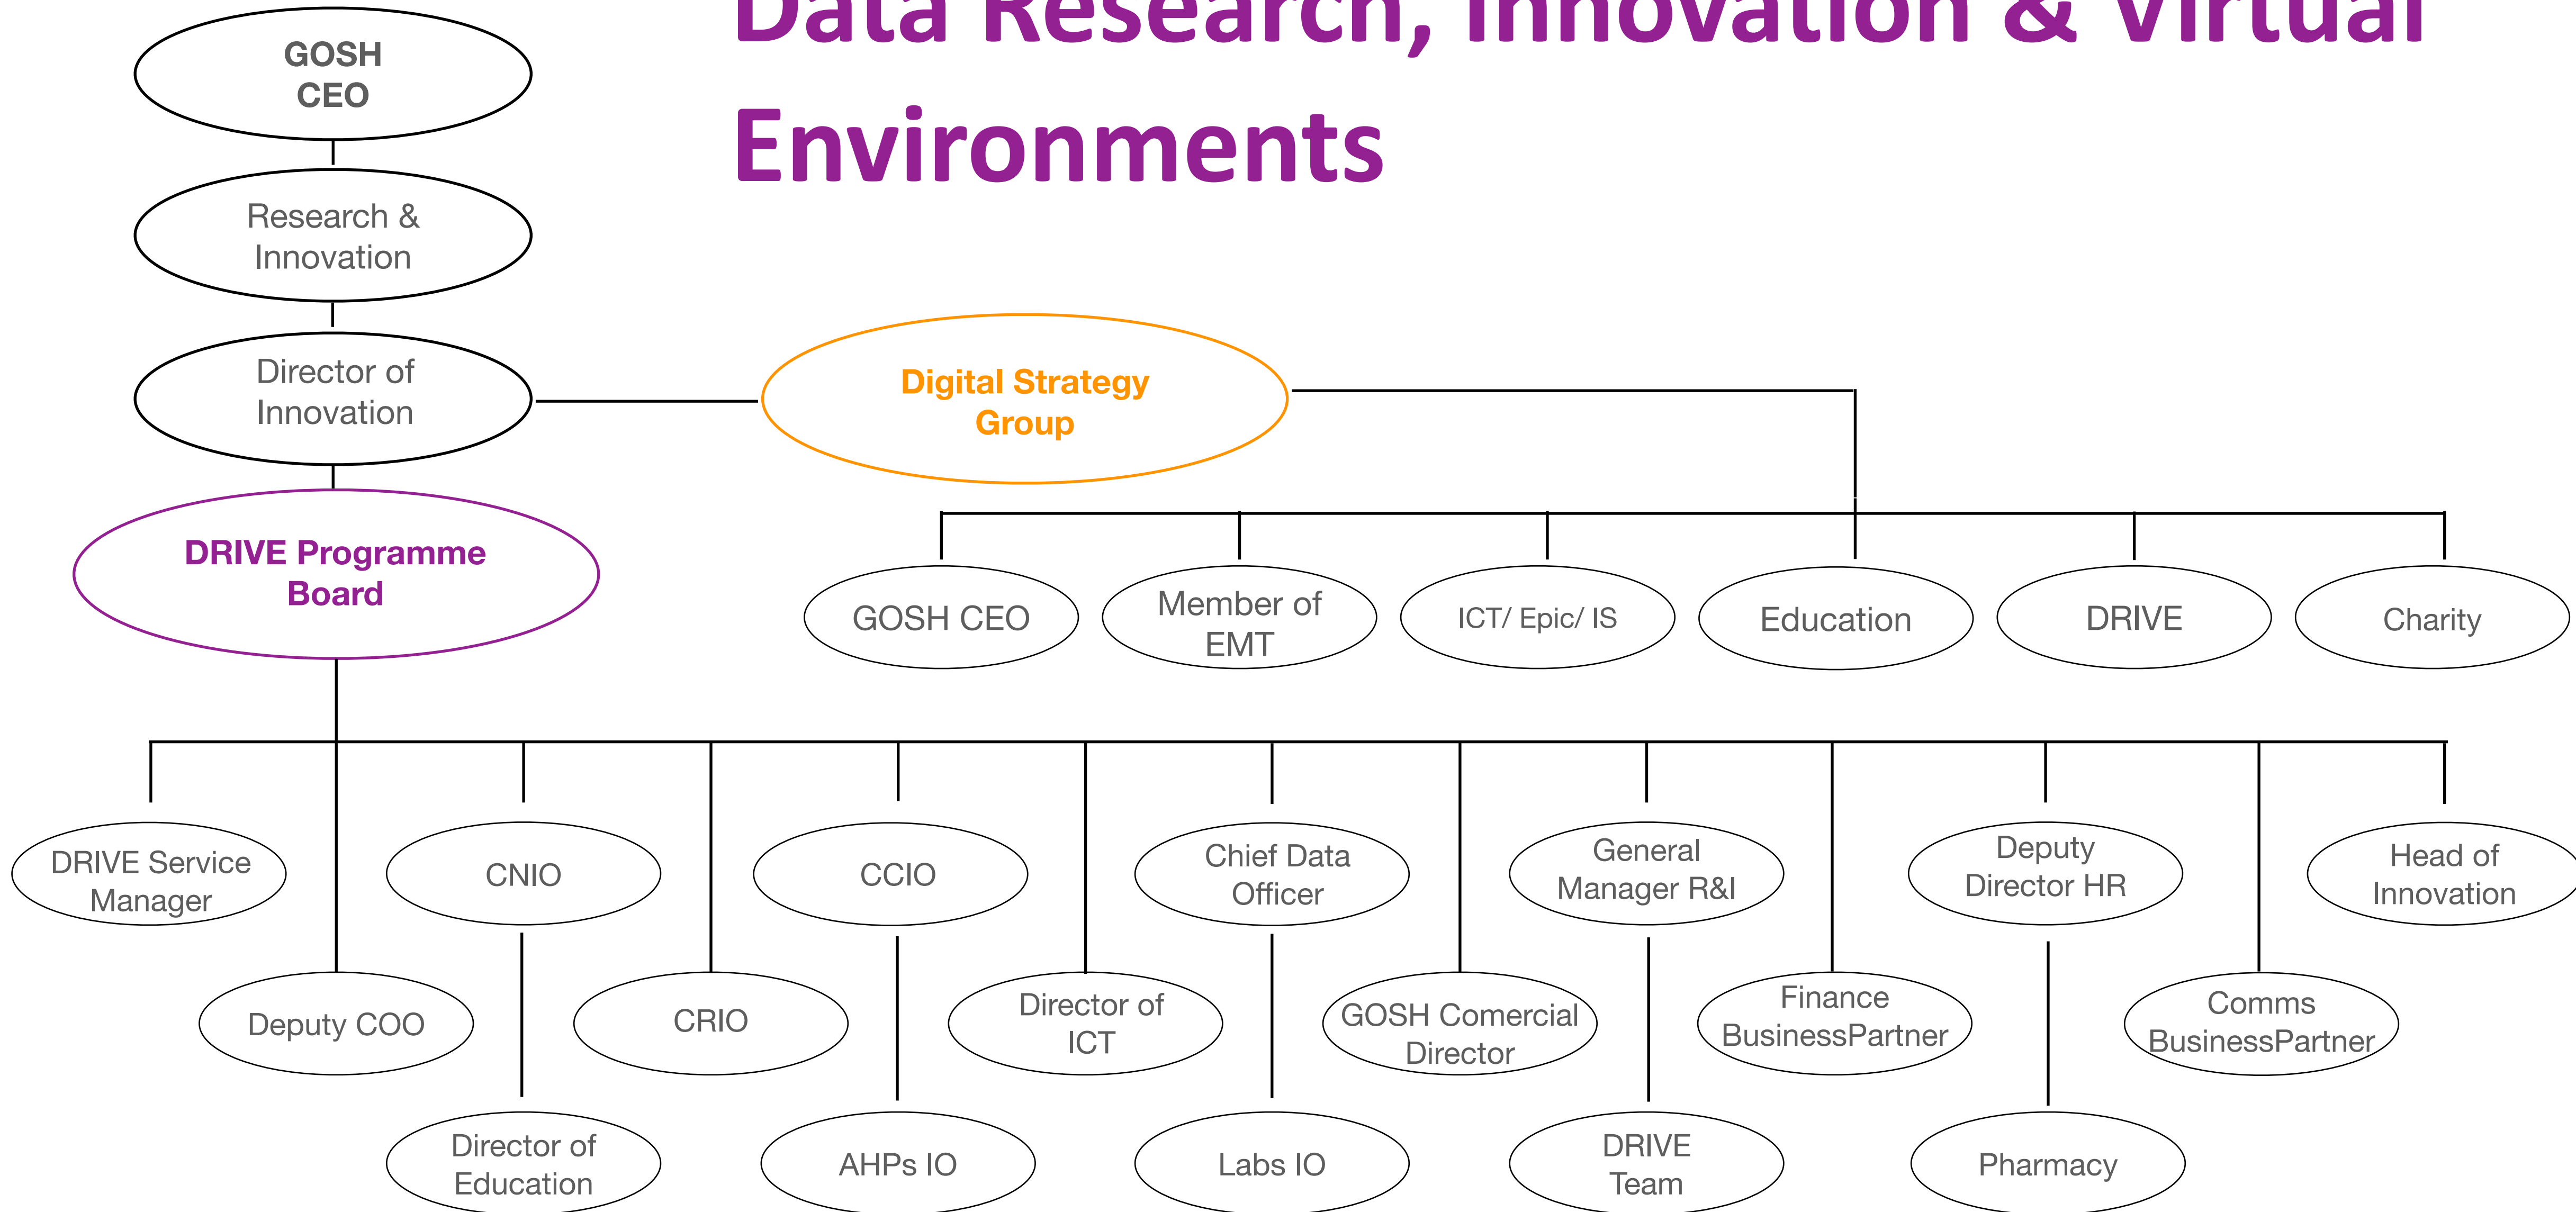 Data Research, Innovation & Virtual
Environments
GOSH
CEO
Research &
Innovation
Director of
Innovation
Digital Strategy
Group
DRIVE Programme
Board
GOSH CEO
Member of
EMT
ICT/ Epic/ IS
Education
DRIVE
Charity
DRIVE Service
Manager
CNIO
CCIO
Chief Data
Officer
General
Manager R&I
Deputy
Director HR
Head of
Innovation
Deputy COO
CRIO
Director of
ICT
GOSH Comercial
Director
Finance
BusinessPartner
Comms
BusinessPartner
Director of
Education
AHPs IO
Labs IO
DRIVE
Team
Pharmacy